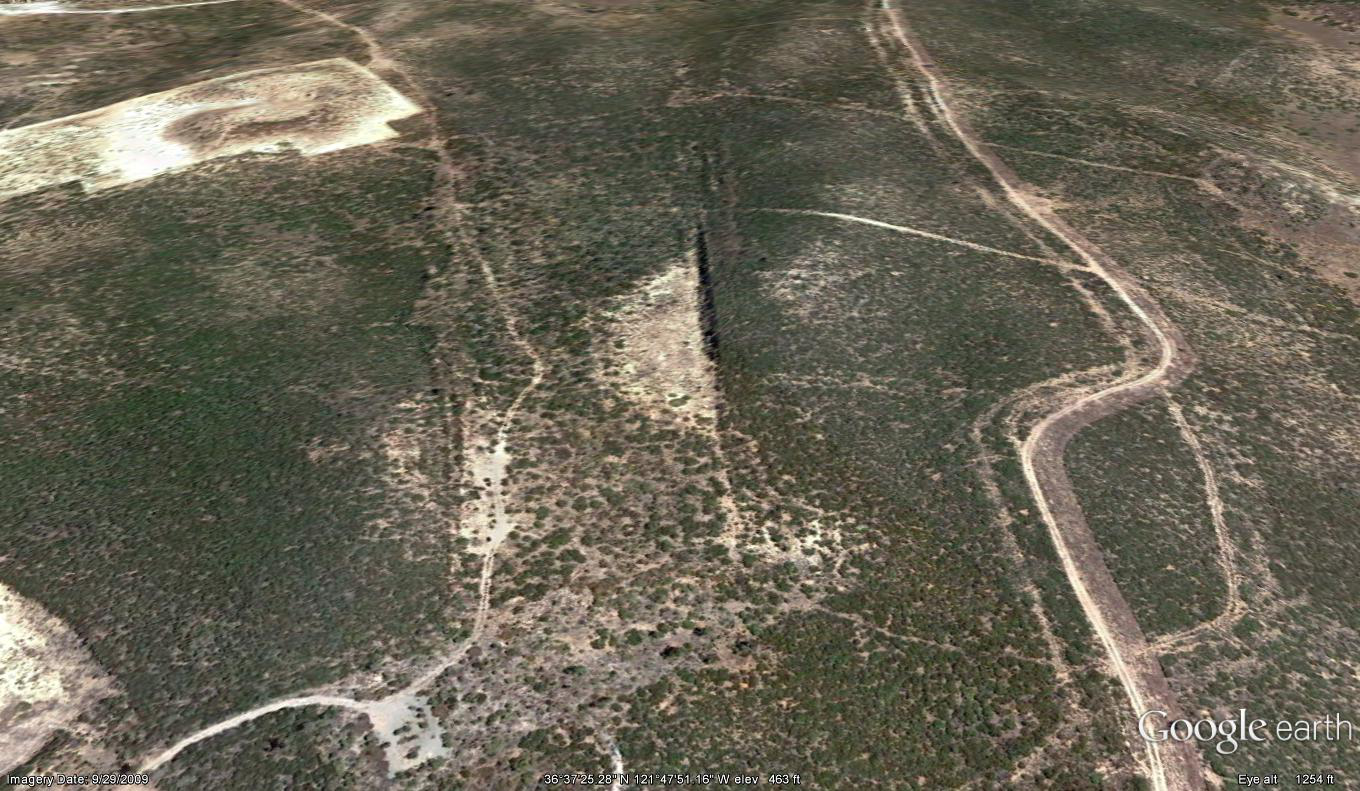 Google earth
Imagery Date: 9/29/2009
36°37'25.28" N 121°47'51.16" W elev 463 ft
Eye alt 1254 ft